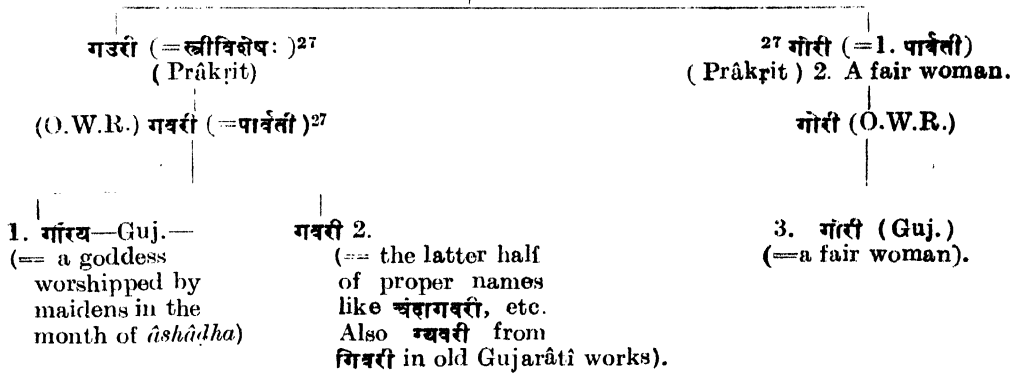 गउरी (=स्त्रीविशेषः)27
(Prâkṛit)
27 गोरी (=1. पार्वती)
(Prâkṛit) 2. A fair woman.
(O.W.R.) गवरी (=पार्वती)27
गोरी (O.W.R.)
1. गॉरय—Guj.—
(== a goddess
worshipped by
maidens in the
month of âshâḍha)
गवरी 2.
(== the latter half
of proper names
like चंदागवरी, etc.
Also ग्यवरी from
गिवरी in old Gujarâtî works).
3. गॉरी (Guj.)
(==a fair woman).